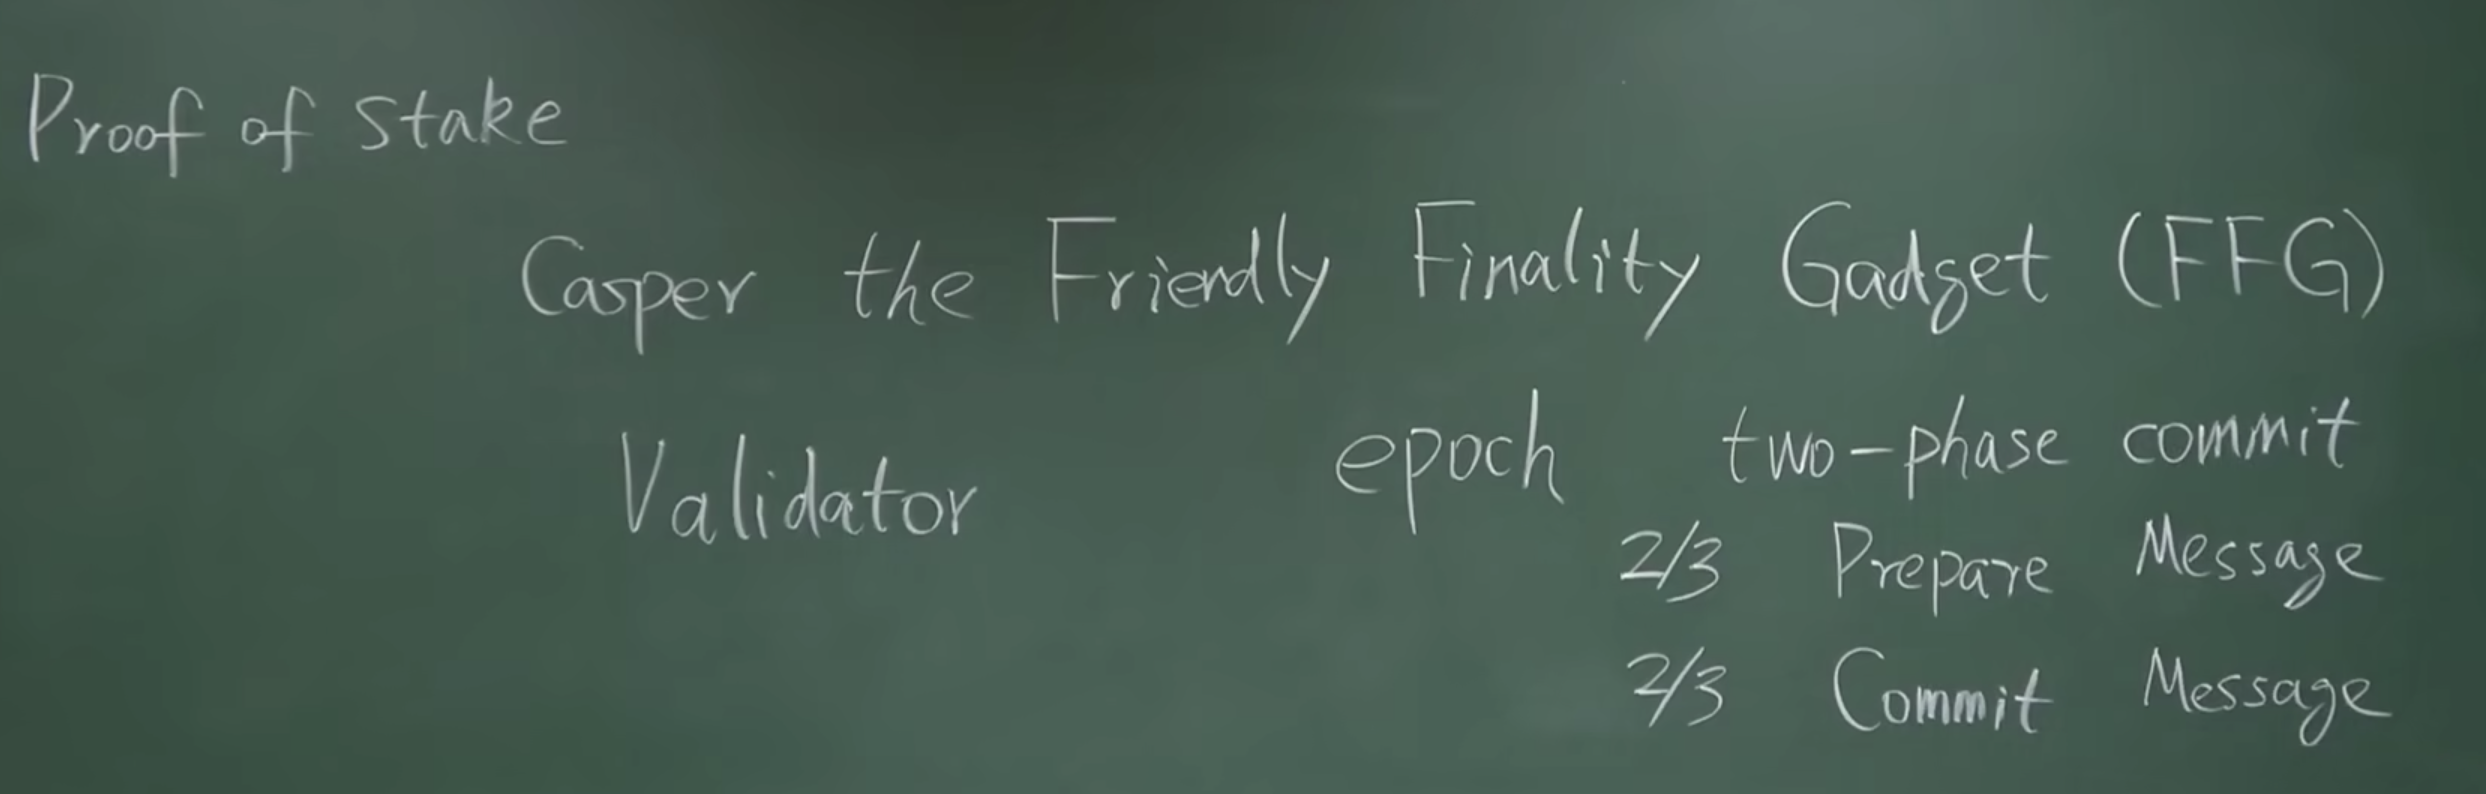 Proof of Stake
Casper the Friendly Finality Gadget (FFG)
Validator epoch two-phase commit
2/3 Prepare Message
2/3 Commit Message